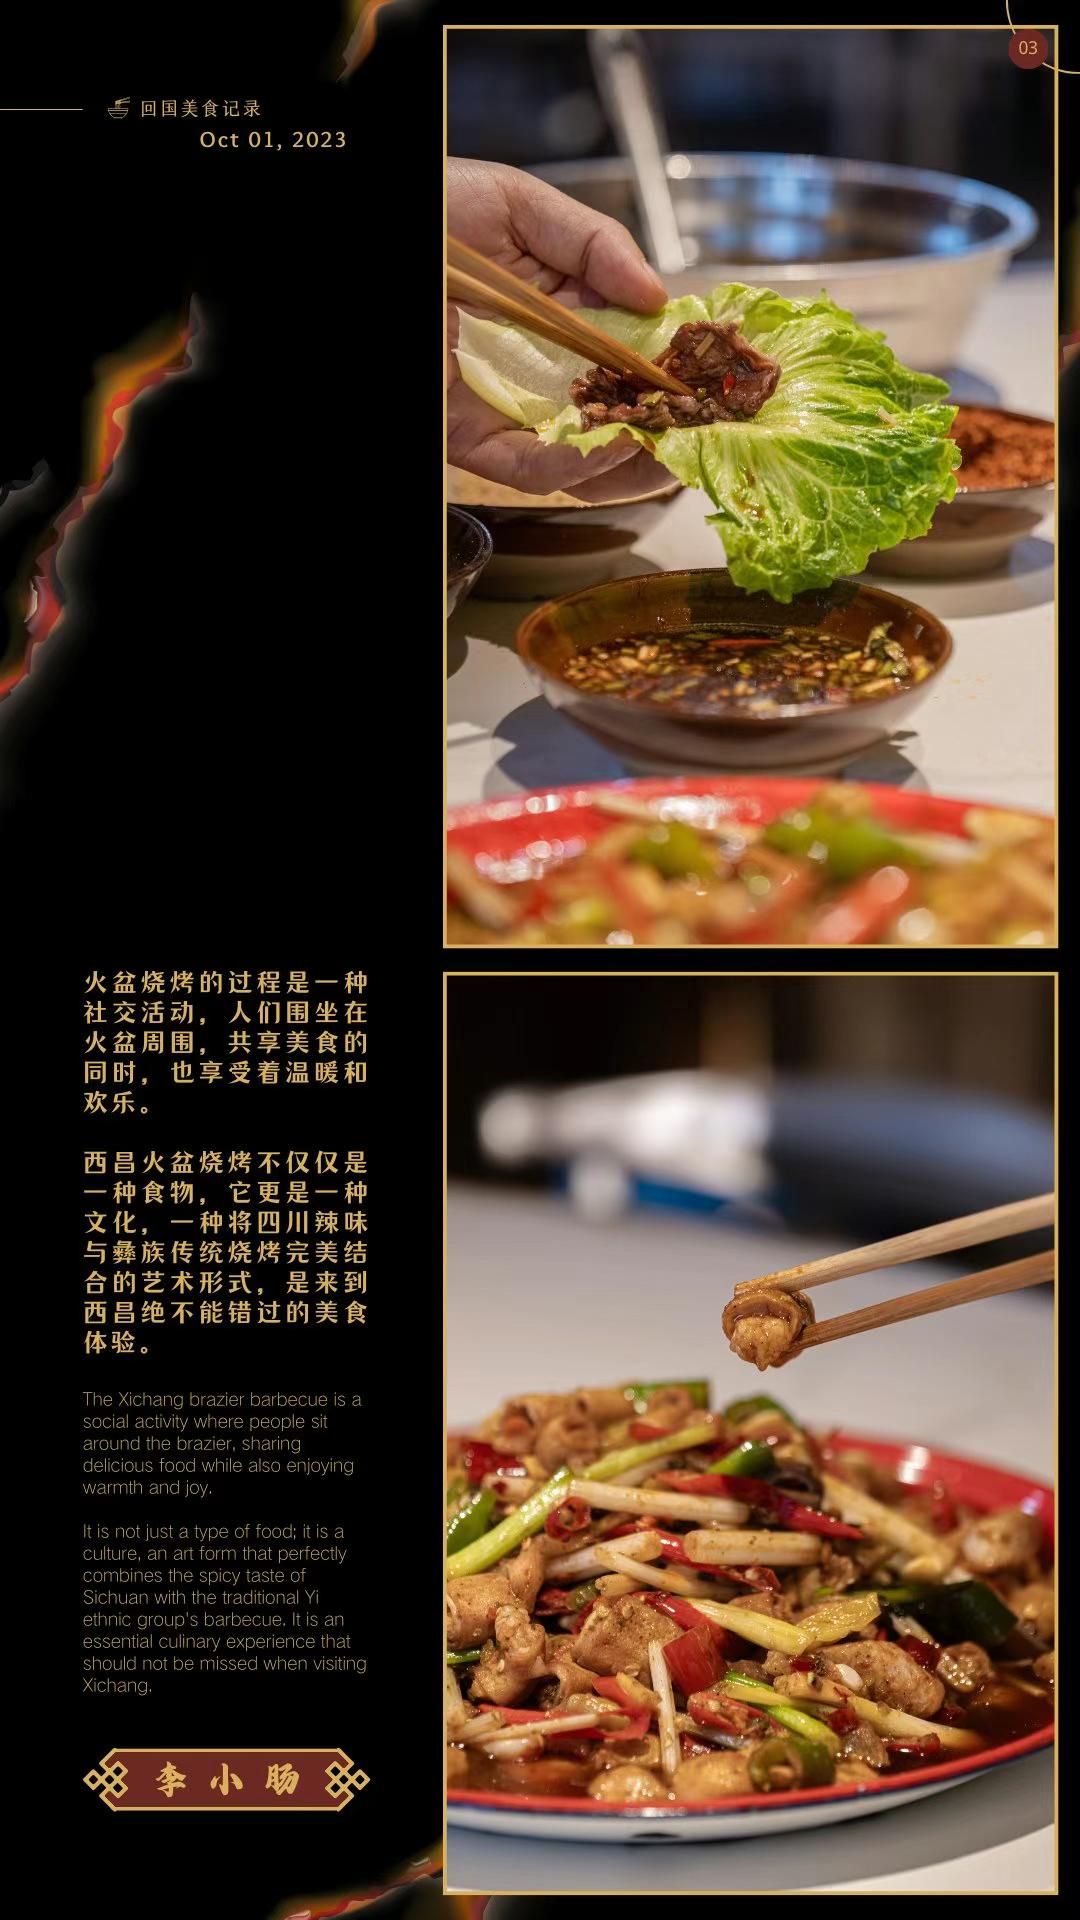 03
回国美食记录
Oct 01, 2023
火盆烧烤的过程是一种
社交活动，人们围坐在
火盆周围，共享美食的
同时，也享受着温暖和
欢乐。
西昌火盆烧烤不仅仅是
一种食物，它更是一种
文化，一种将四川辣味
与彝族传统烧烤完美结
合的艺术形式，是来到
西昌绝不能错过的美食
体验。
The Xichang brazier barbecue is a
social activity where people sit
around the brazier, sharing
delicious food while also enjoying
warmth and joy.
It is not just a type of food; it is a
culture, an art form that perfectly
combines the spicy taste of
Sichuan with the traditional Yi
ethnic group's barbecue. It is an
essential culinary experience that
should not be missed when visiting
Xichang.
李小肠